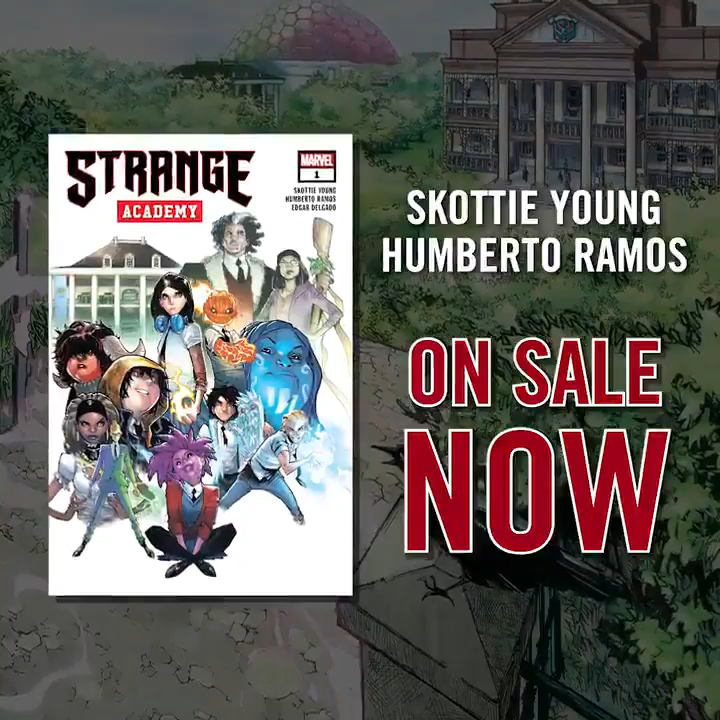 STRANGE
ACADEMY
MARVEL
1
SKOTTIE YOUNG
HUMBERTO RAMOS
EDGAR DELGADO
SKOTTIE YOUNG
HUMBERTO RAMOS
ON SALE
NOW